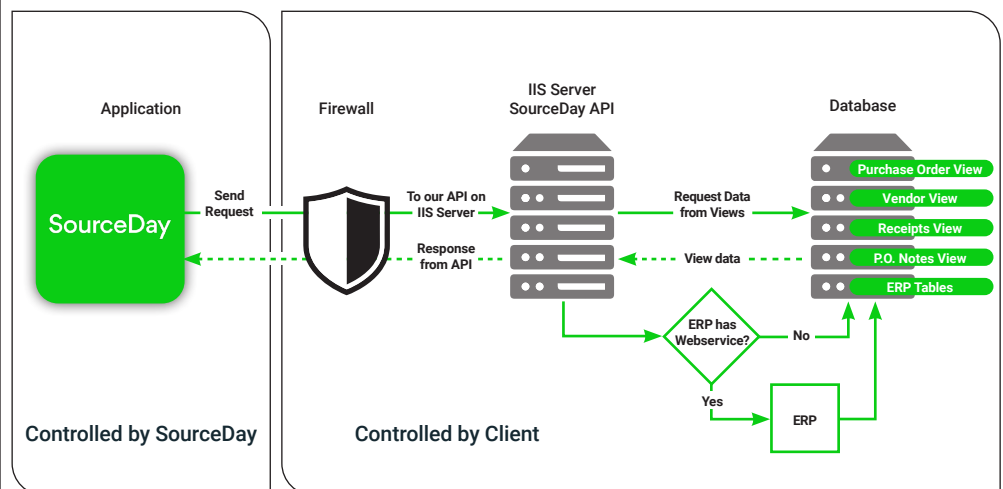 Application
SourceDay
Controlled by SourceDay
Send
Request
Firewall
To our API on
IIS Server
Response
from API
IIS Server
SourceDay API
Request Data
from Views
View data
Database
Purchase Order View
Vendor View
Receipts View
P.O. Notes View
ERP Tables
ERP has
Webservice?
No
Yes
ERP
Controlled by Client